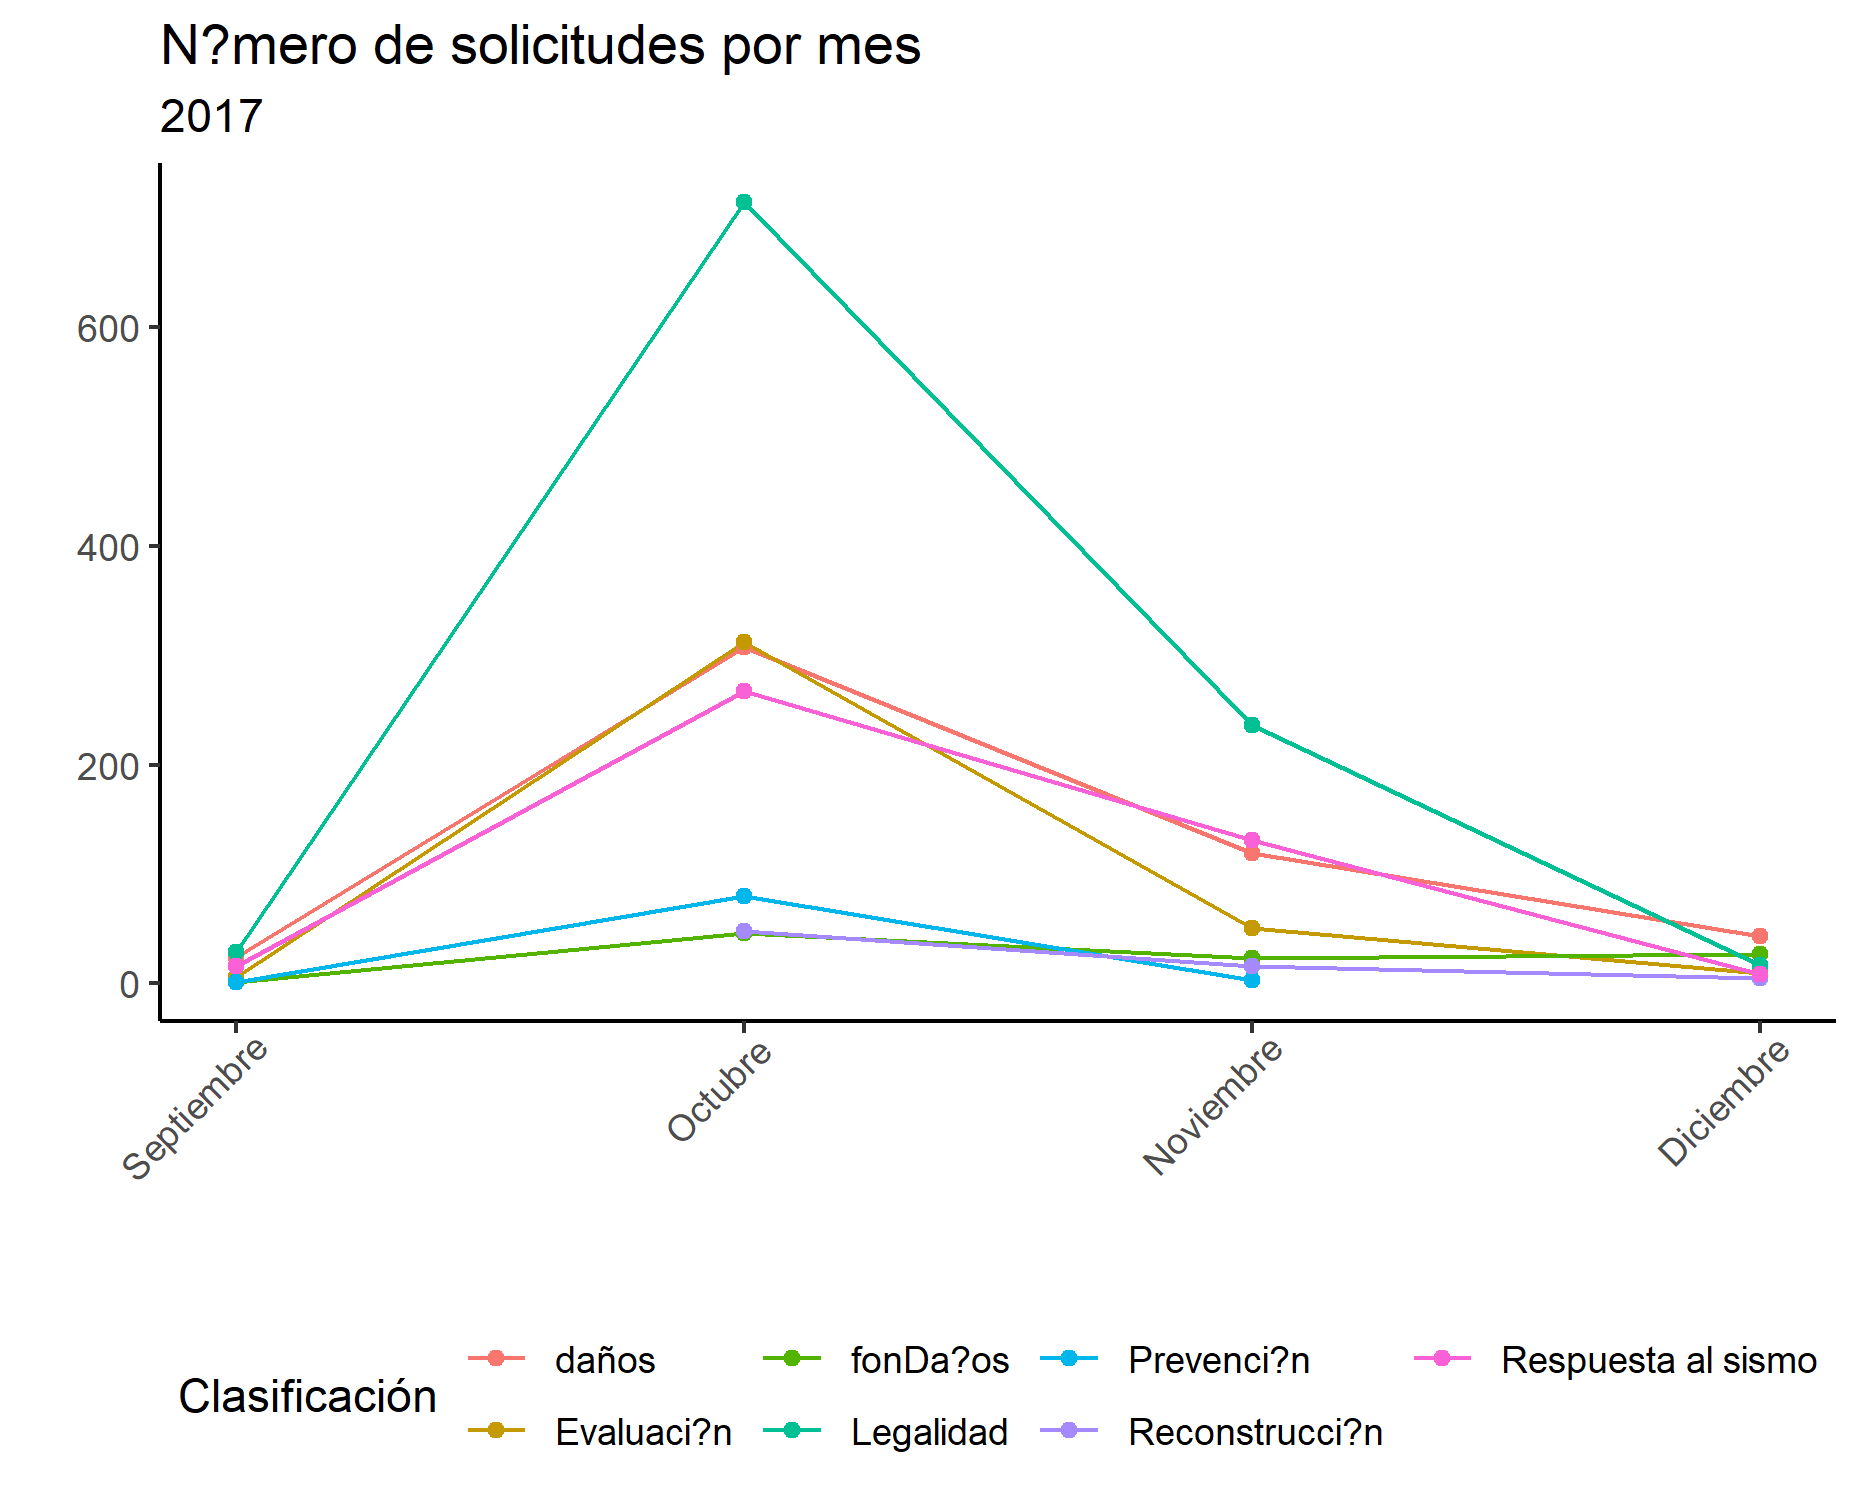 N?mero de solicitudes por mes
2017
600
400
200
0
Septiembre
Octubre
Noviembre
Diciembre
Clasificación
daños
fonDa?os
Prevenci?n
Respuesta al sismo
Evaluaci?n
Legalidad
Reconstrucci?n